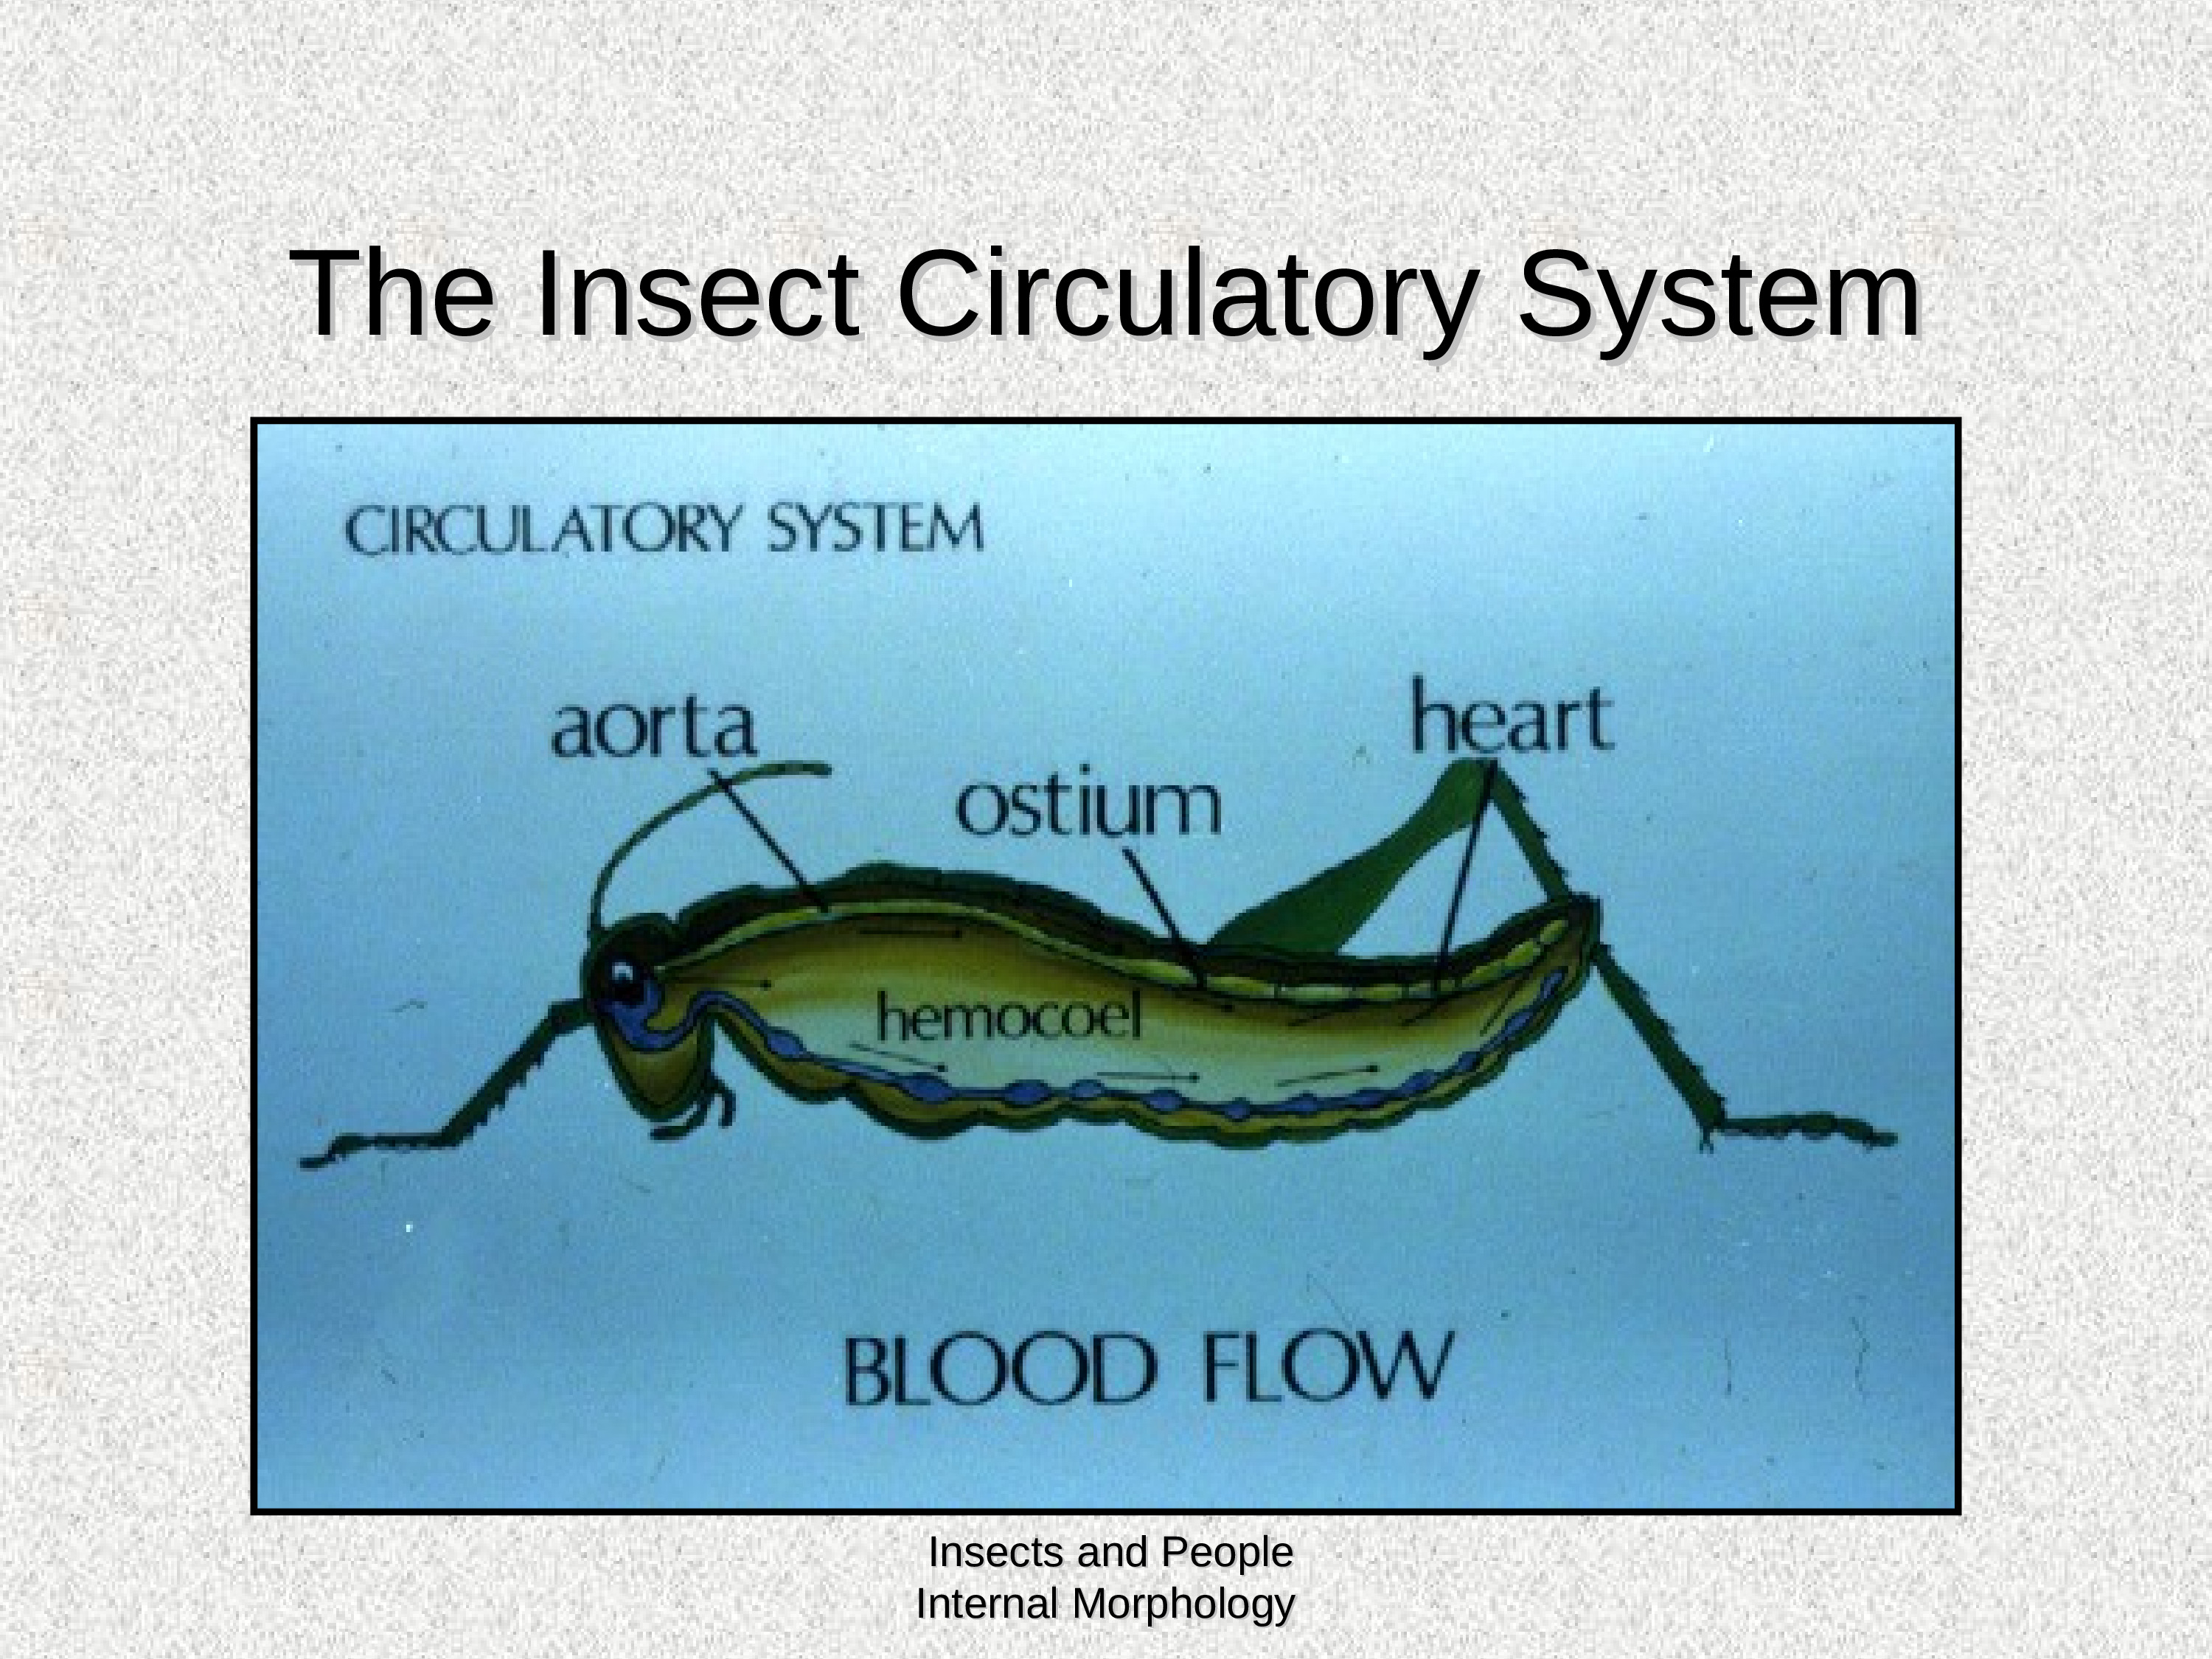 The Insect Circulatory System
CIRCULATORY SYSTEM
aorta
heart
ostium
hemocoel
BLOOD FLOW
Insects and People
Internal Morphology